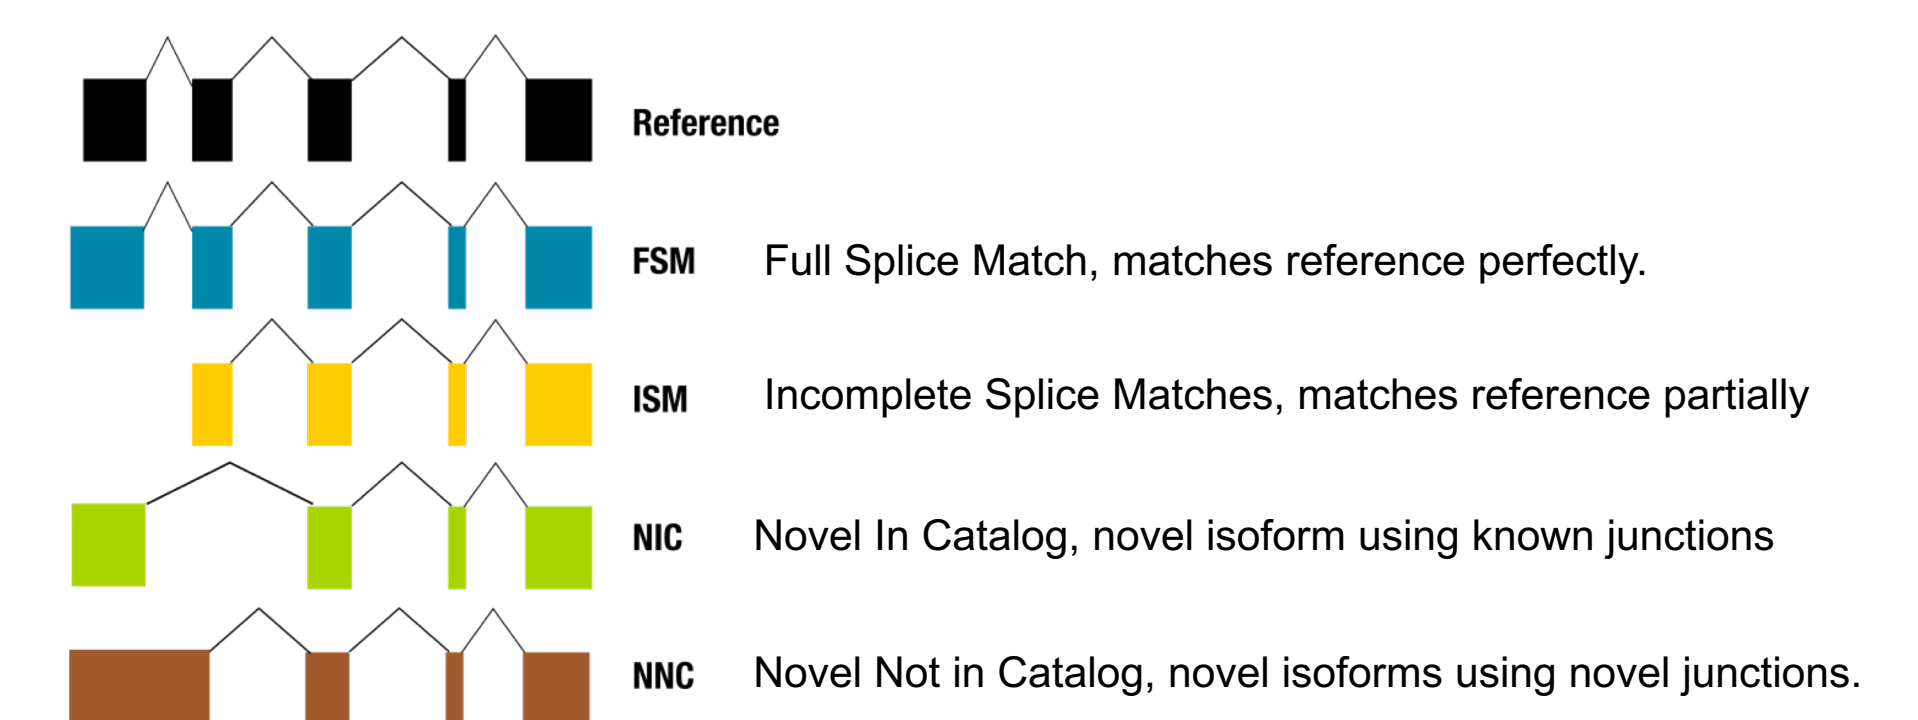 Reference
FSM Full Splice Match, matches reference perfectly.
ISM Incomplete Splice Matches, matches reference partially
NIC Novel In Catalog, novel isoform using known junctions
NNC Novel Not in Catalog, novel isoforms using novel junctions.